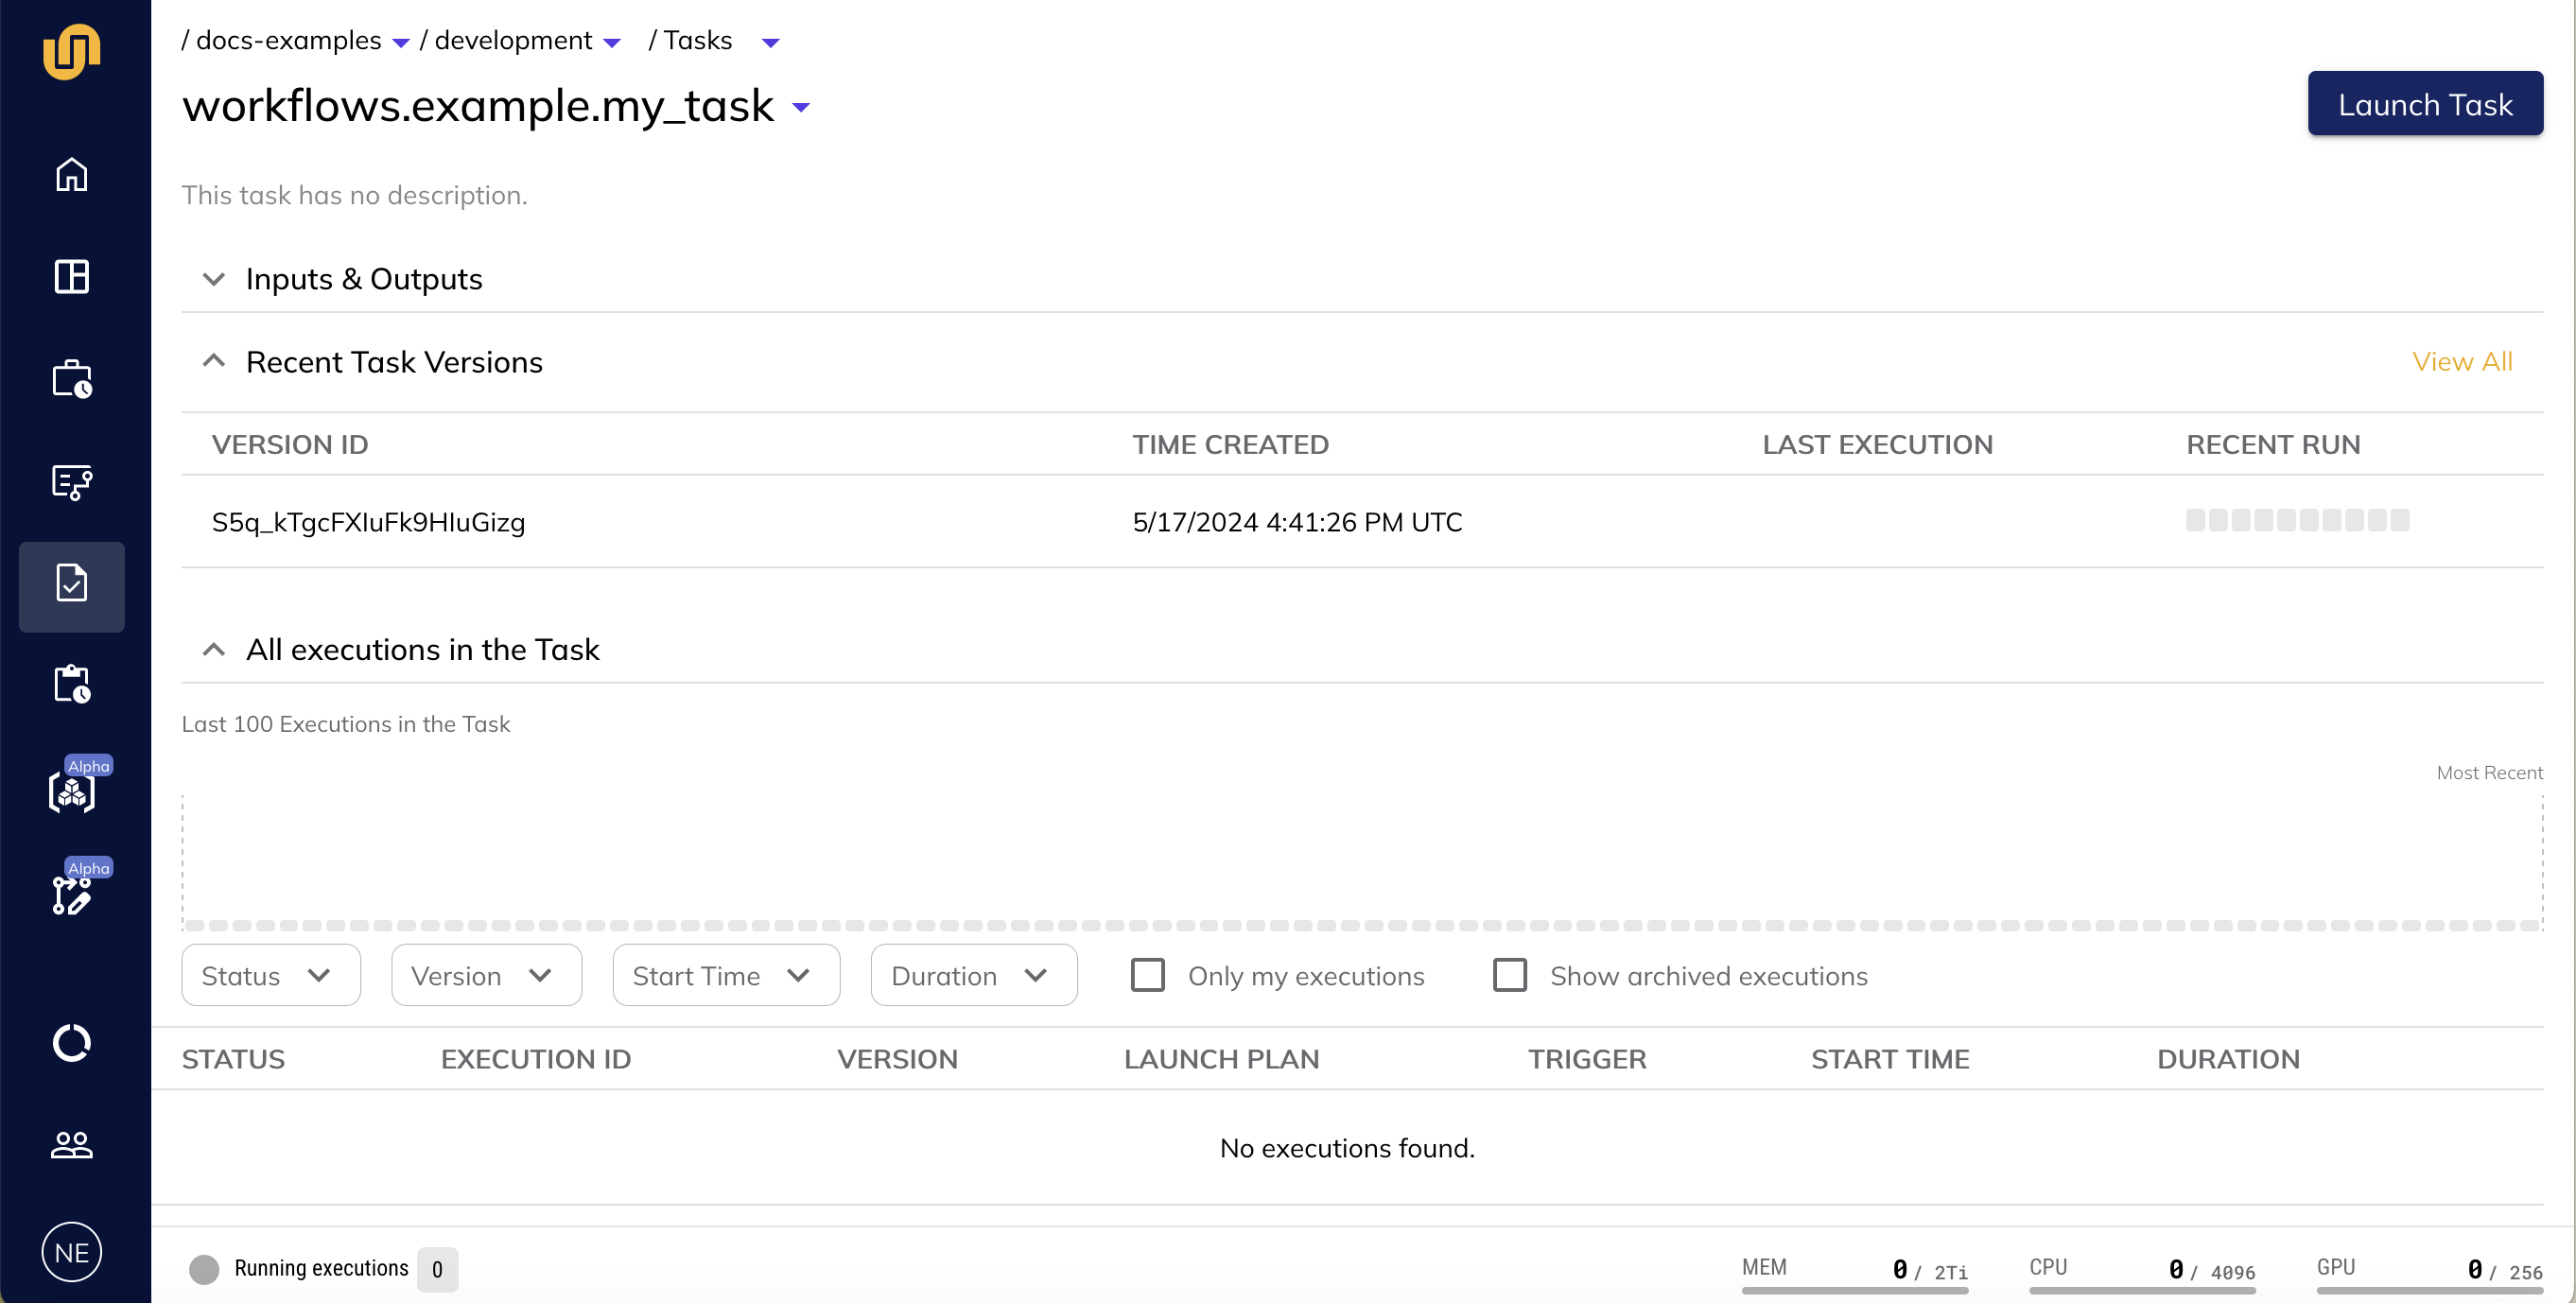 / docs-examples / development / Tasks
workflows.example.my_task
Launch Task
This task has no description.
Inputs & Outputs
Recent Task Versions View All
VERSION ID TIME CREATED LAST EXECUTION RECENT RUN
S5q_kTgcFXIuFk9HIuGizg 5/17/2024 4:41:26 PM UTC
All executions in the Task
Last 100 Executions in the Task
Alpha
Most Recent
Alpha
Status Version Start Time Duration Only my executions Show archived executions
STATUS EXECUTION ID VERSION LAUNCH PLAN TRIGGER START TIME DURATION
No executions found.
NE
Running executions 0 MEM 0 / 2Ti CPU 0 / 4096 GPU 0 / 256